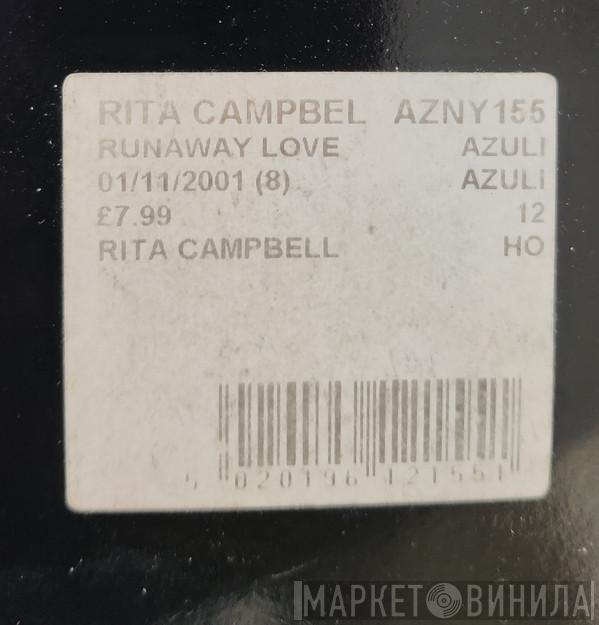 RITA CAMPBEL AZNY155
RUNAWAY LOVE AZULI
01/11/2001 (8) AZULI
£7.99 12
RITA CAMPBELL HO
5 020196 121551
МАРКЕТ ВИНИЛА